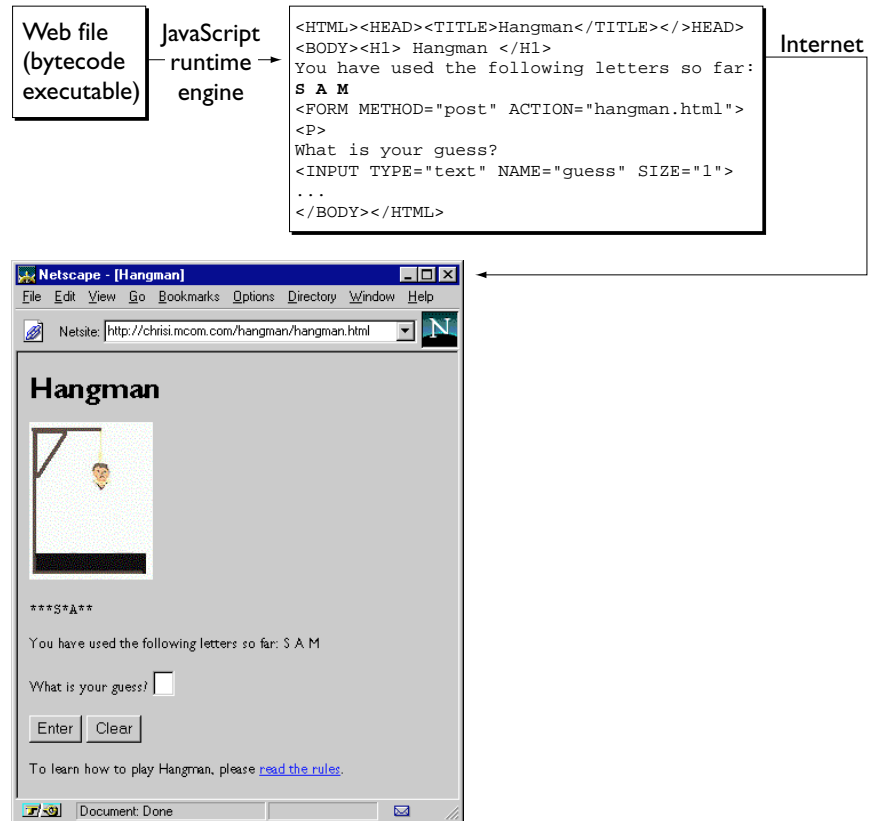 Web file
(bytecode
executable)
JavaScript
runtime
engine
<HTML><HEAD><TITLE>Hangman</TITLE></>HEAD>
<BODY><H1> Hangman </H1>
You have used the following letters so far:
S A M
<FORM METHOD="post" ACTION="hangman.html">
<P>
What is your guess?
<INPUT TYPE="text" NAME="guess" SIZE="1">
...
</BODY></HTML>
Internet
Netscape - [Hangman]
File Edit View Go Bookmarks Options Directory Window Help
Netsite: http://chrisi.mcom.com/hangman/hangman.html
N
Hangman
***S*A**
You have used the following letters so far: S A M
What is your guess?
Enter Clear
To learn how to play Hangman, please read the rules.
Document: Done